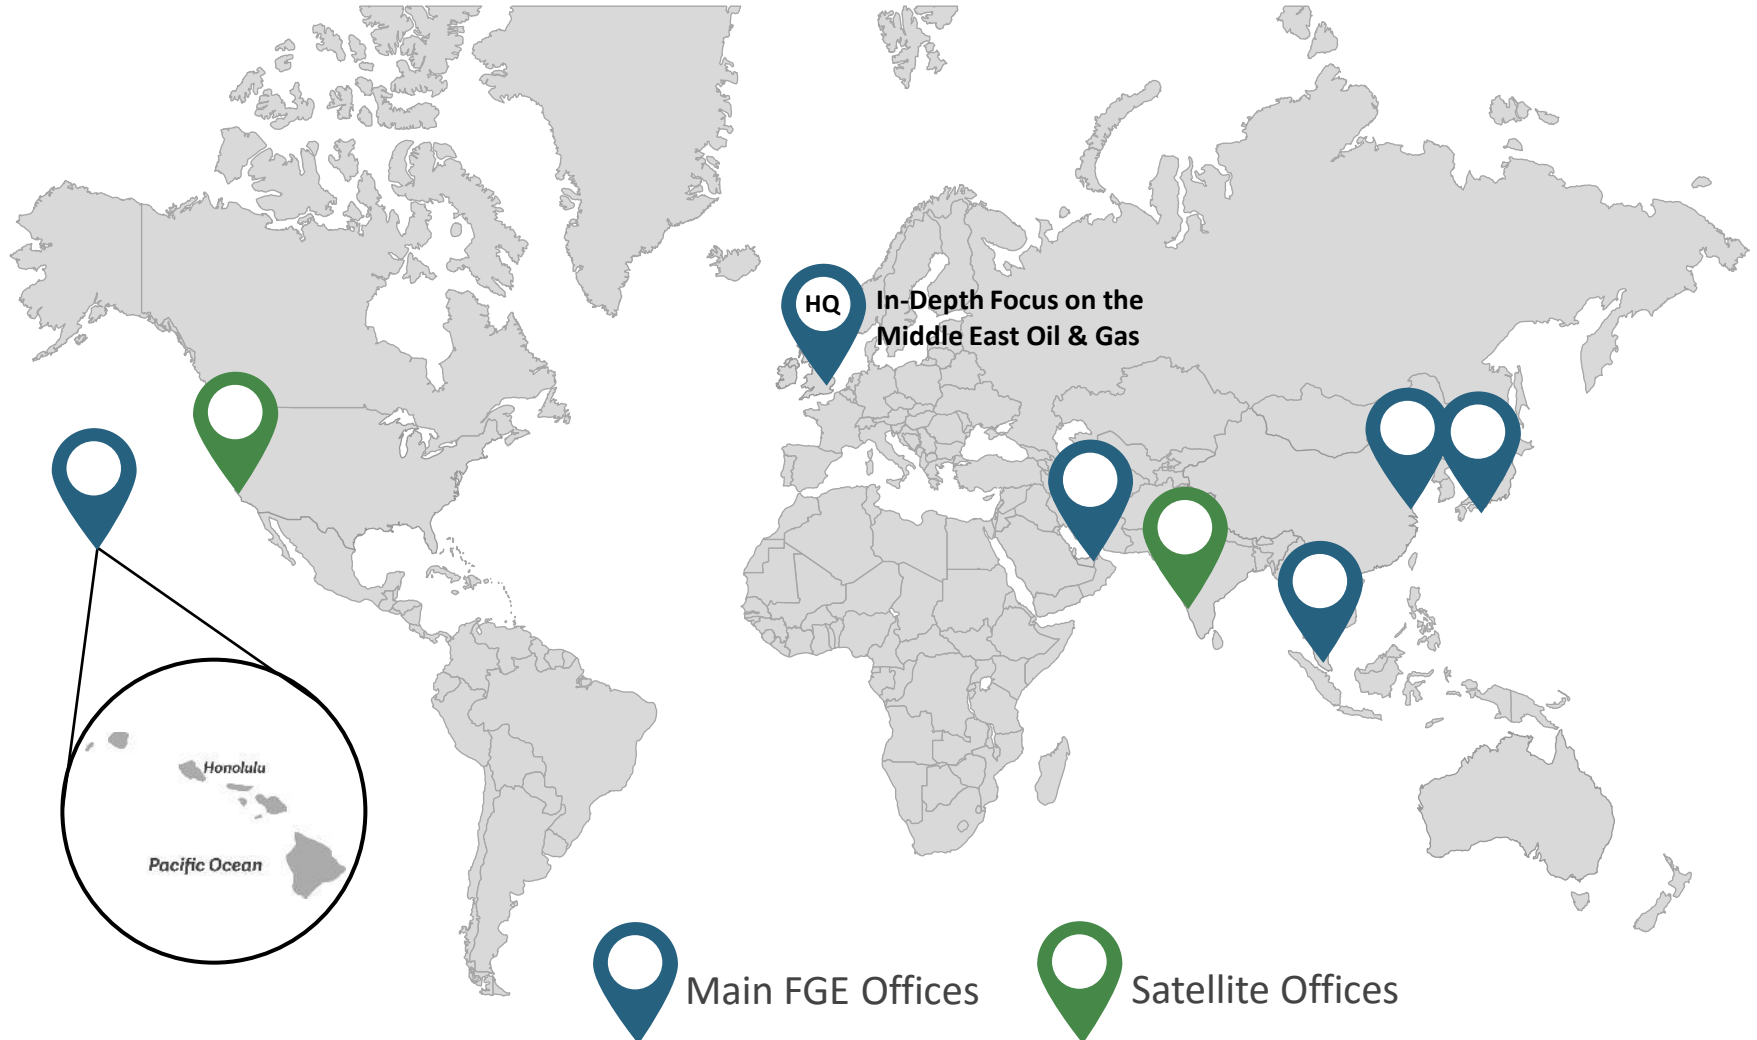 HQ
In-Depth Focus on the
Middle East Oil & Gas
Honolulu
Pacific Ocean
Main FGE Offices
Satellite Offices